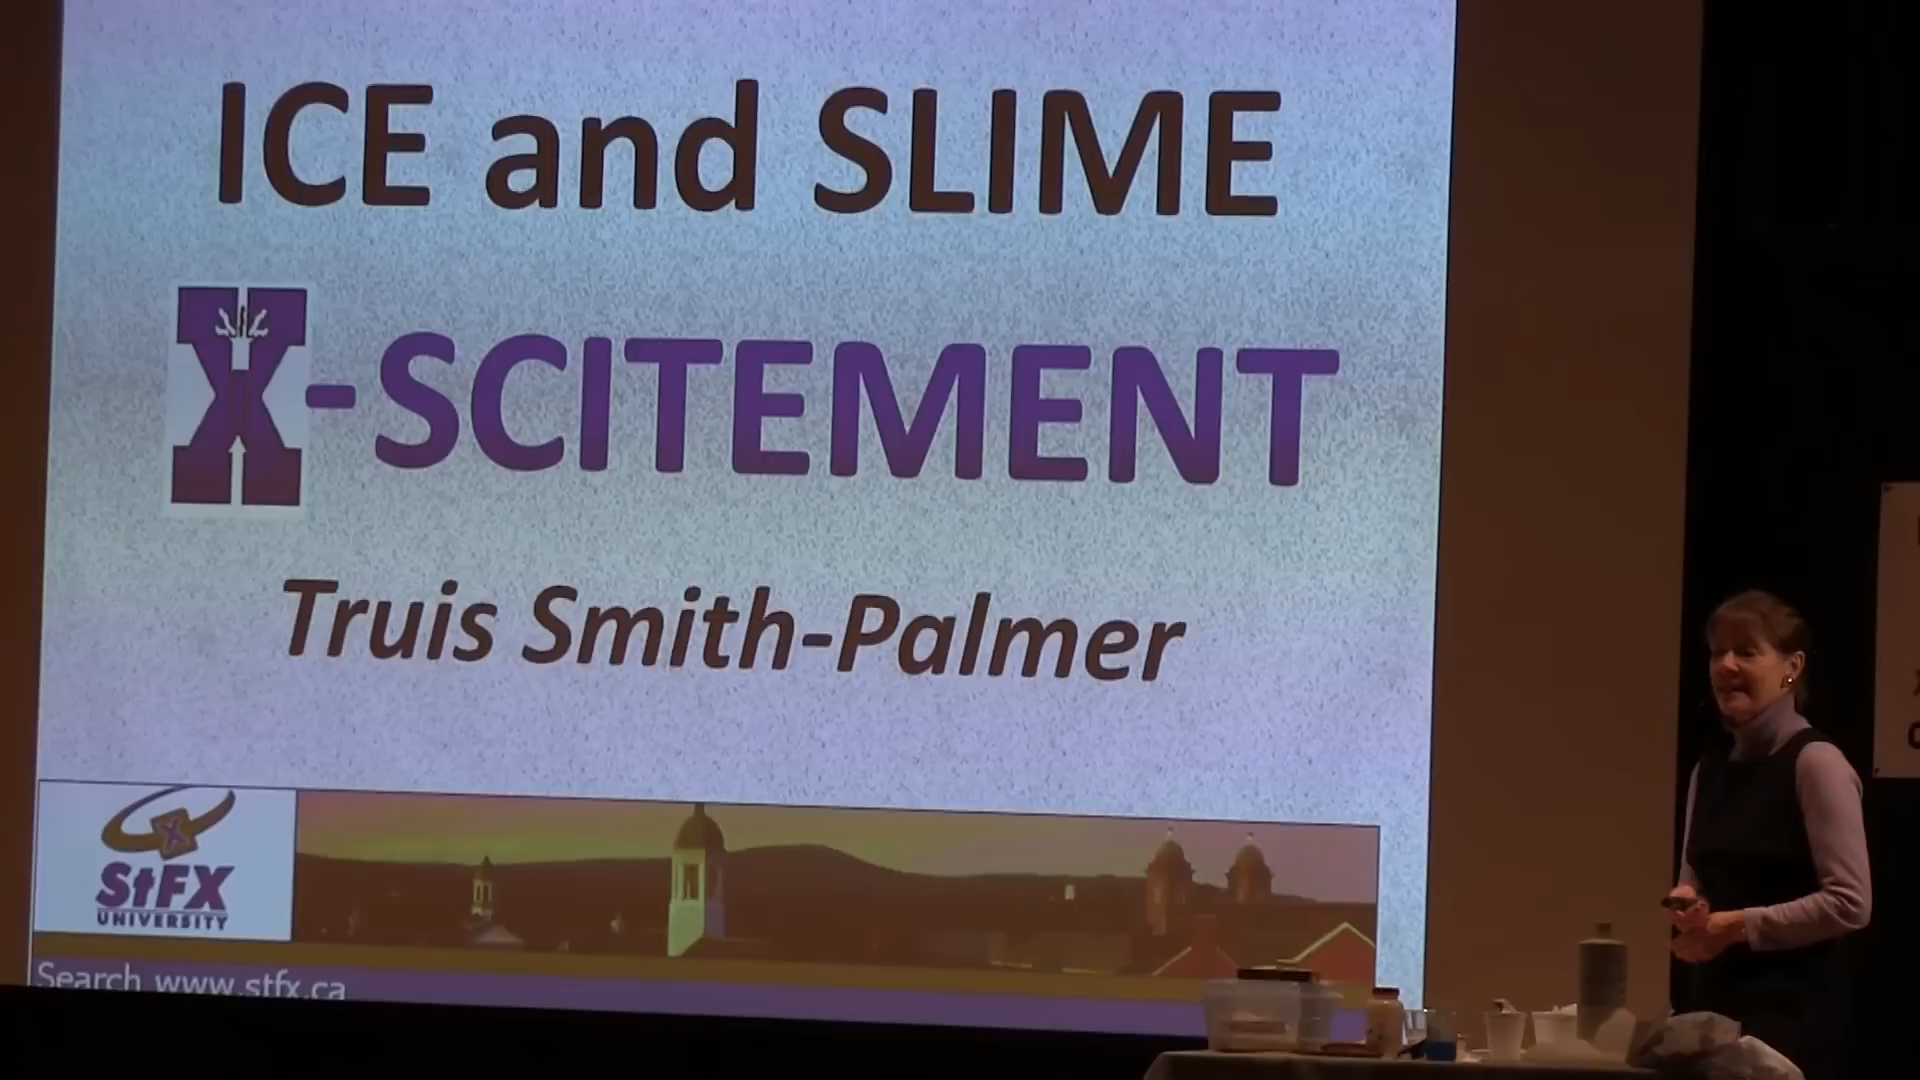 ICE and SLIME
X-SCITEMENT
Truis Smith-Palmer
StFX
UNIVERSITY
Search www.stfx.ca